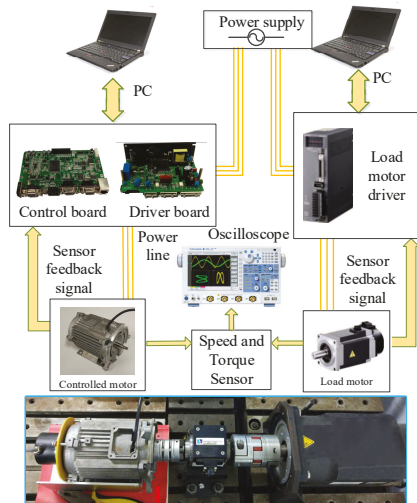 Power supply
PC
PC
Control board
Driver board
Load
motor
driver
Power
line
Oscilloscope
Sensor
feedback
signal
Sensor
feedback
signal
Controlled motor
Speed and
Torque
Sensor
Load motor